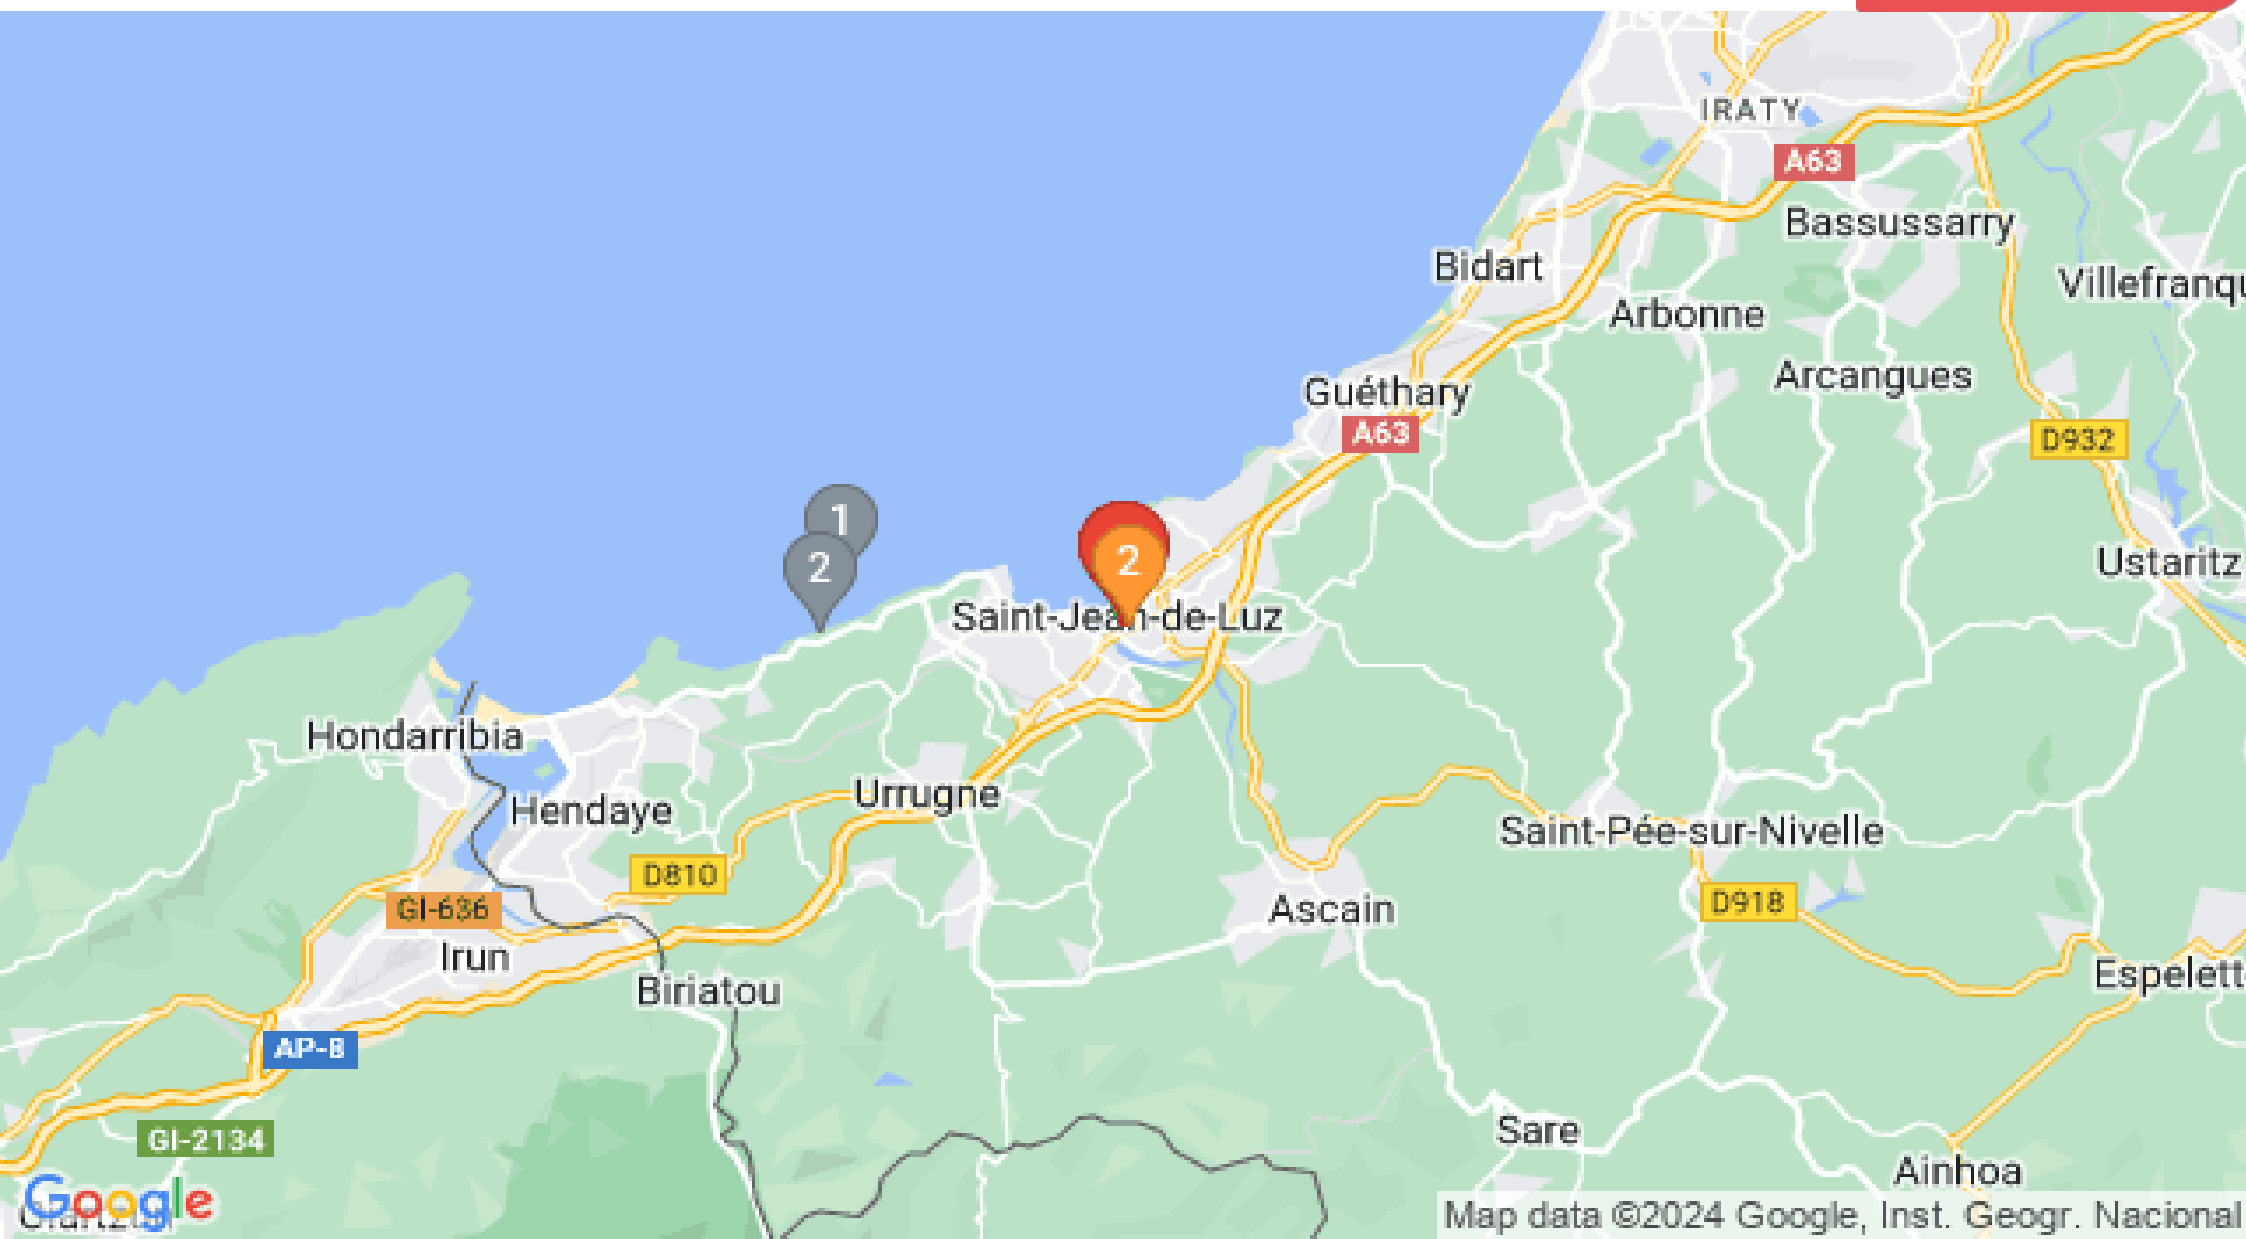 IRATY
A63
Bassussarry
Bidart
Villefranqu
Arbonne
Arcangues
Guéthary
A63
D932
1
2
2
Ustaritz
Saint-Jean-de-Luz
Hondarribia
Urrugne
Hendaye
Saint-Pée-sur-Nivelle
D810
D918
GI-636
Ascain
Irun
Espelett
Biriatou
AP-8
Sare
GI-2134
Ainhoa
Google
Map data ©2024 Google, Inst. Geogr. Nacional